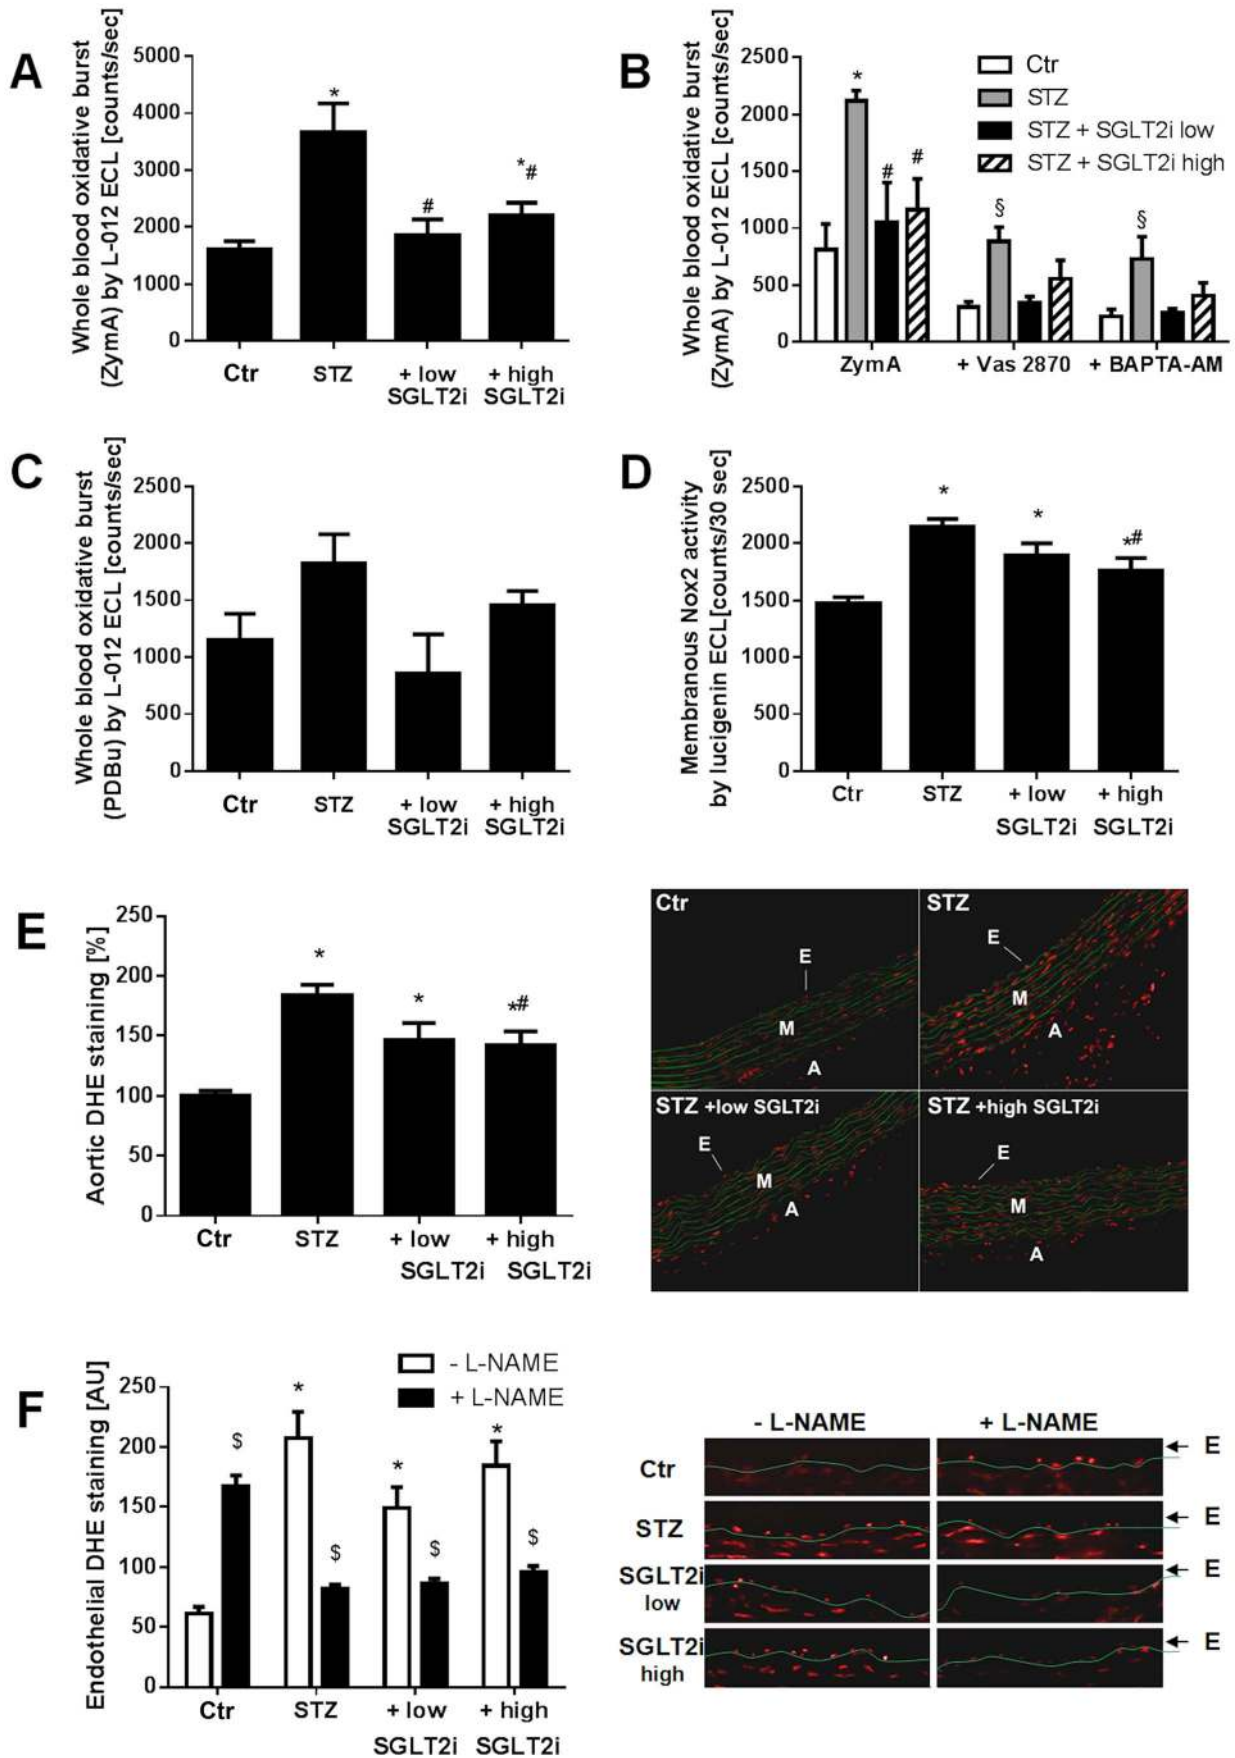 A
Whole blood oxidative burst
(ZymA) by L-012 ECL [counts/sec]
5000
4000
3000
2000
1000
0
*
#
*#
Ctr
STZ
+ low
SGLT2i
+ high
SGLT2i
B
Whole blood oxidative burst
(ZymA) by L-012 ECL [counts/sec]
2500
2000
1500
1000
500
0
Ctr
STZ
STZ + SGLT2i low
STZ + SGLT2i high
*
#
#
§
§
ZymA
+ Vas 2870
+ BAPTA-AM
C
Whole blood oxidative burst
(PDBu) by L-012 ECL [counts/sec]
2500
2000
1500
1000
500
0
Ctr
STZ
+ low
SGLT2i
+ high
SGLT2i
D
Membranous Nox2 activity
by lucigenin ECL[counts/30 sec]
2500
2000
1500
1000
500
0
*
*
*#
Ctr
STZ
+ low
SGLT2i
+ high
SGLT2i
E
Aortic DHE staining [%]
250
200
150
100
50
0
*
*
*#
Ctr
STZ
+ low
SGLT2i
+ high
SGLT2i
Ctr
E
M
A
STZ
E
M
A
STZ +low SGLT2i
E
M
A
STZ +high SGLT2i
E
M
A
F
Endothelial DHE staining [AU]
250
200
150
100
50
0
- L-NAME
+ L-NAME
$
*
$
*
$
*
$
Ctr
STZ
+ low
SGLT2i
+ high
SGLT2i
- L-NAME
+ L-NAME
Ctr
E
STZ
E
SGLT2i
low
E
SGLT2i
high
E